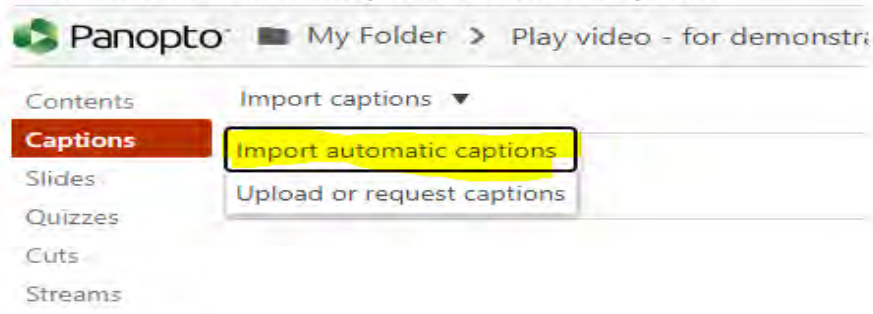 Panopto My Folder > Play video - for demonstra
Contents
Import captions ▼
Captions
Import automatic captions
Slides
Upload or request captions
Quizzes
Cuts
Streams